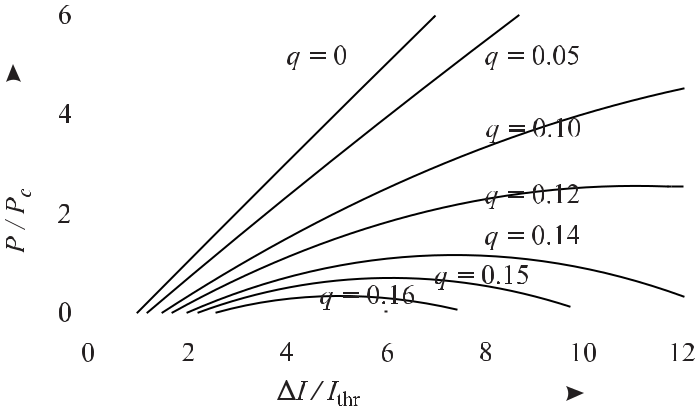 6
q = 0
q = 0.05
4
q = 0.10
P / P_c
2
q = 0.12
q = 0.14
q = 0.15
q = 0.16
0
0 2 4 6 8 10 12
ΔI / I_thr